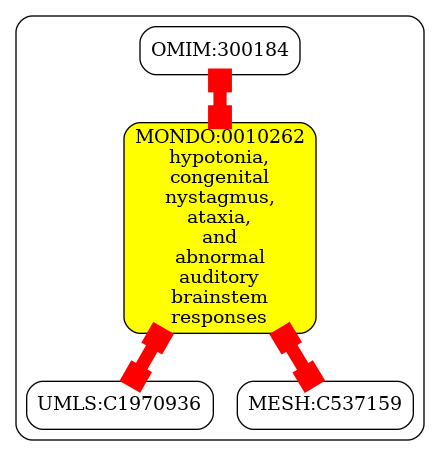 OMIM:300184
MONDO:0010262
hypotonia,
congenital
nystagmus,
ataxia,
and
abnormal
auditory
brainstem
responses
UMLS:C1970936
MESH:C537159